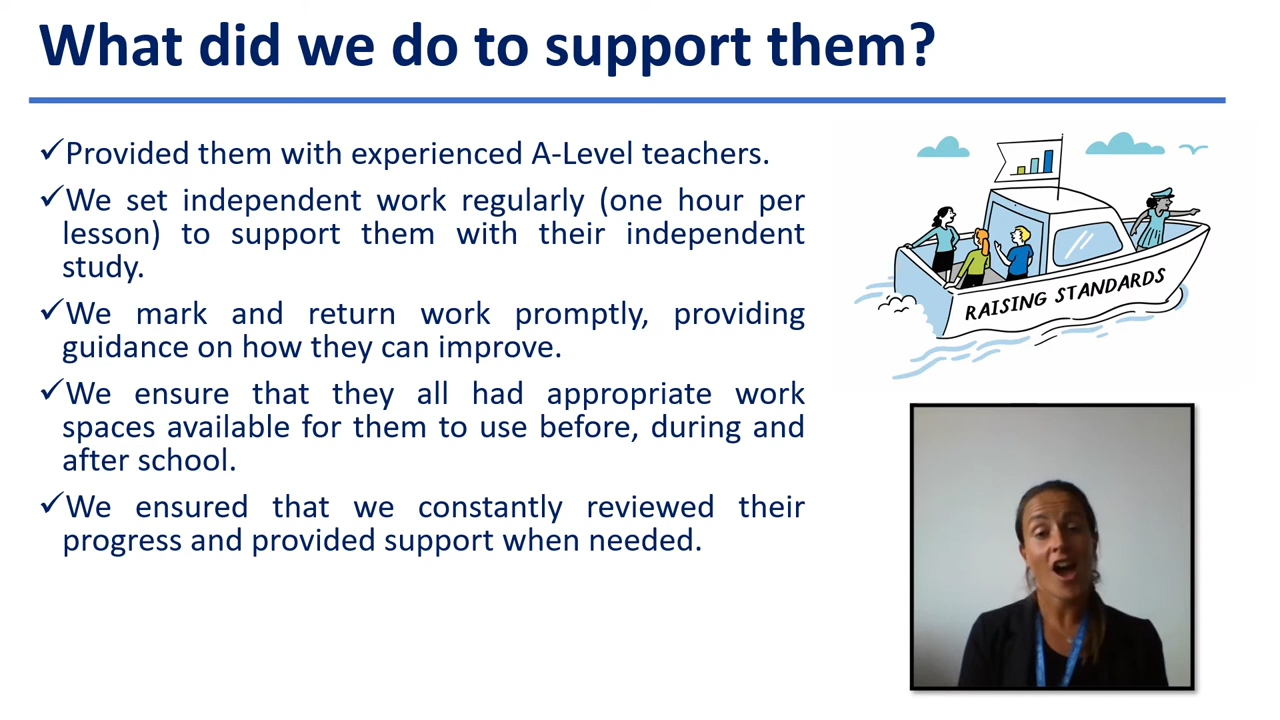 What did we do to support them?
✓Provided them with experienced A-Level teachers.
✓We set independent work regularly (one hour per
lesson) to support them with their independent
study.
✓We mark and return work promptly, providing
guidance on how they can improve.
✓We ensure that they all had appropriate work
spaces available for them to use before, during and
after school.
✓We ensured that we constantly reviewed their
progress and provided support when needed.
RAISING STANDARDS